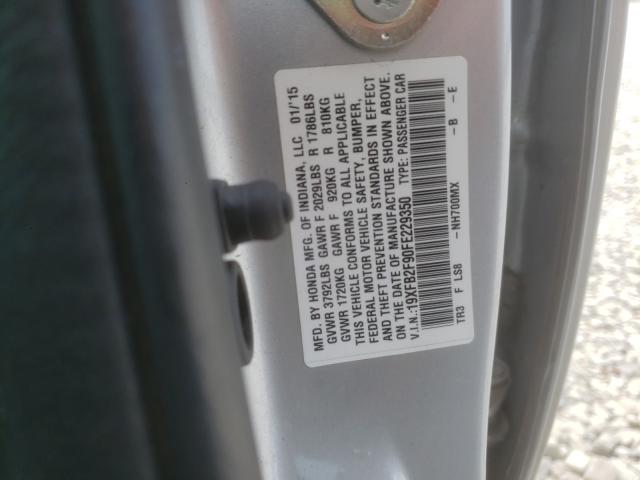 MFD. BY HONDA MFG. OF INDIANA, LLC 01/'15
GVWR 3792LBS GAWR F 2029LBS R 1786LBS
GVWR 1720KG GAWR F 920KG R 810KG
THIS VEHICLE CONFORMS TO ALL APPLICABLE
FEDERAL MOTOR VEHICLE SAFETY, BUMPER,
AND THEFT PREVENTION STANDARDS IN EFFECT
ON THE DATE OF MANUFACTURE SHOWN ABOVE.
V.I.N.:19XFB2F90FE229350 TYPE: PASSENGER CAR
TR3 F LS8 -NH700MX -B -E